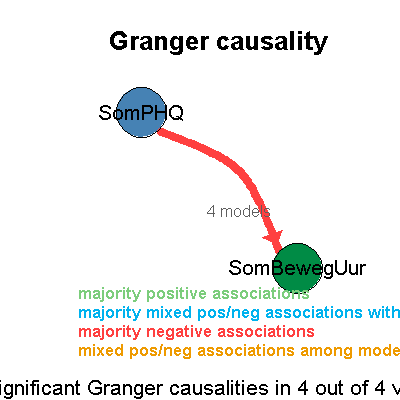 Granger causality
SomPHQ
4 models
SomBewegUur
majority positive associations
majority mixed pos/neg associations with
majority negative associations
mixed pos/neg associations among mode
ignificant Granger causalities in 4 out of 4 v